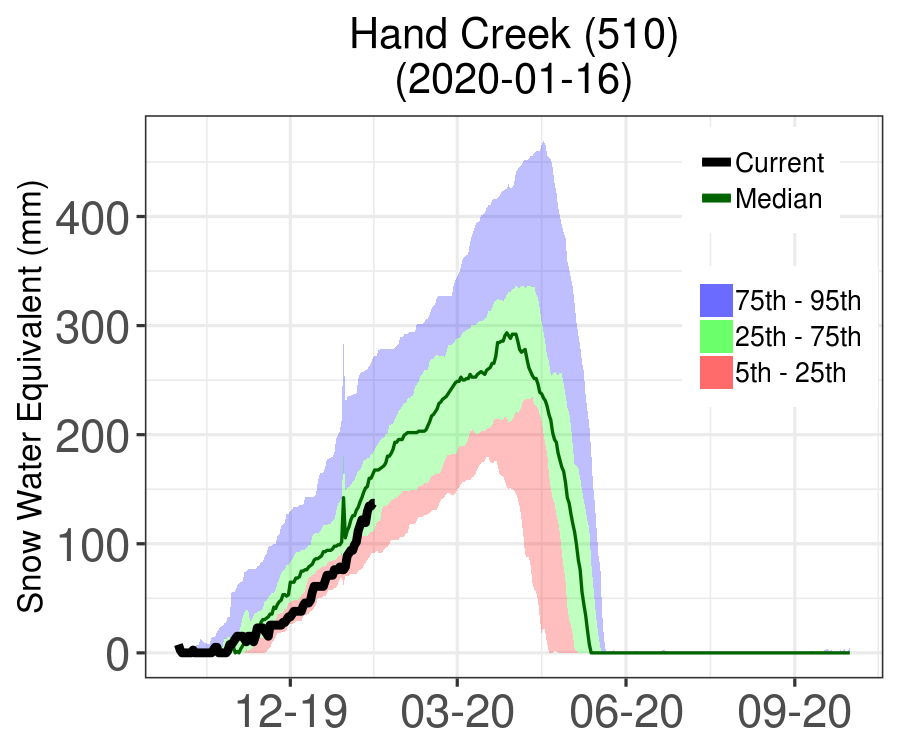 Hand Creek (510)
(2020-01-16)
Snow Water Equivalent (mm)
400
300
200
100
0
12-19
03-20
06-20
09-20
Current
Median
75th - 95th
25th - 75th
5th - 25th